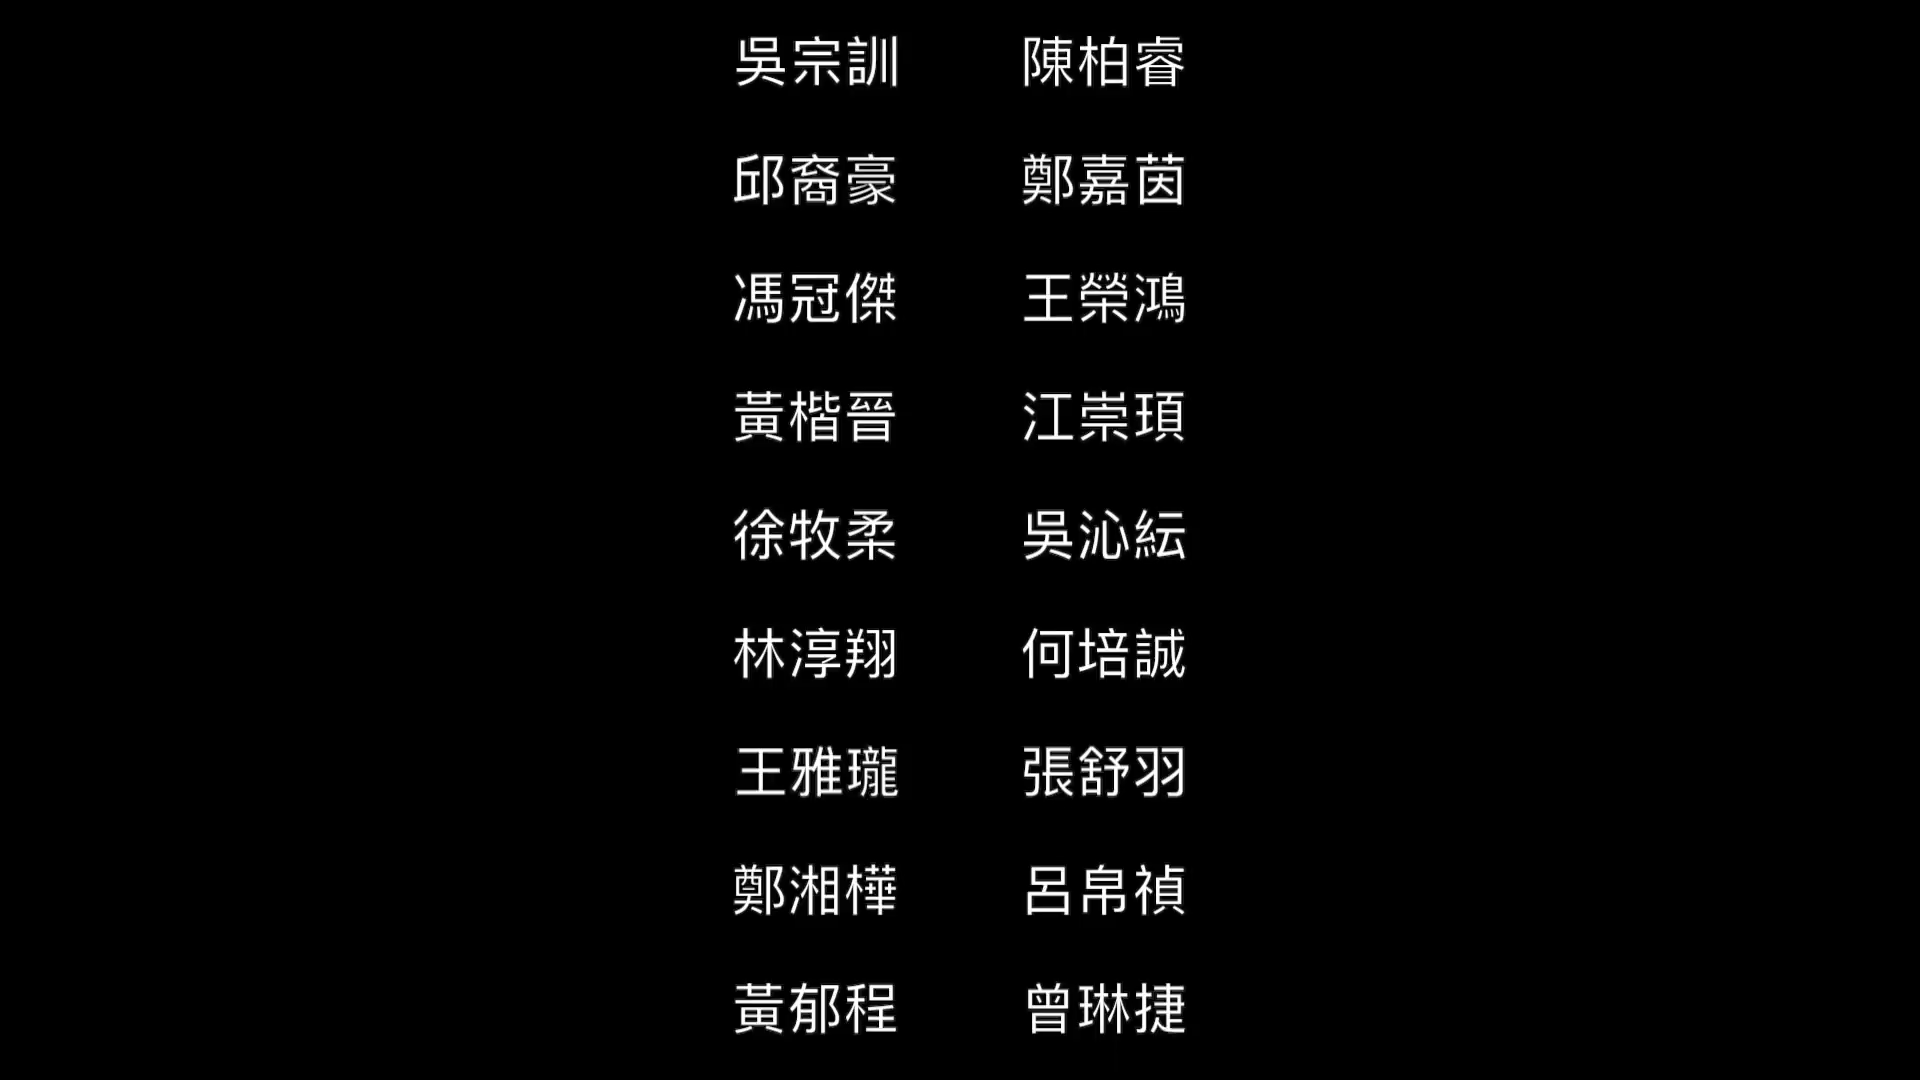 吳宗訓 陳柏睿
邱裔豪 鄭嘉茵
馮冠傑 王榮鴻
黃楷晉 江崇頊
徐牧柔 吳沁紜
林淳翔 何培誠
王雅瓏 張舒羽
鄭湘樺 呂帛禎
黃郁程 曾琳捷